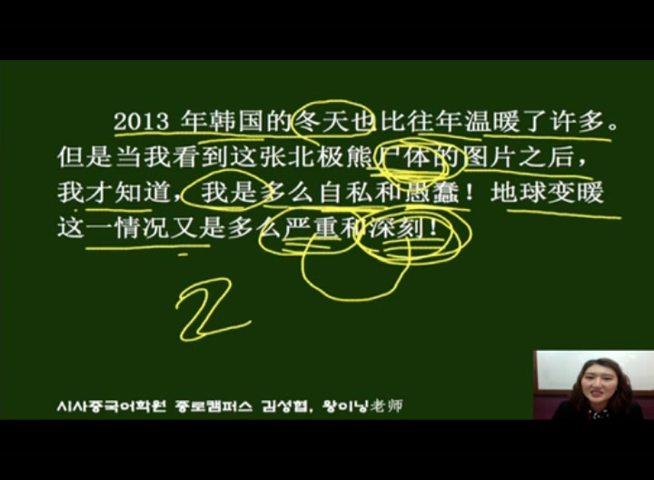 2013 年韩国的冬天也比往年温暖了许多。
但是当我看到这张北极熊尸体的图片之后，
我才知道，我是多么自私和愚蠢！地球变暖
这一情况又是多么严重和深刻！
2
시사중국어학원 종로캠퍼스 김성협, 왕이닝老师